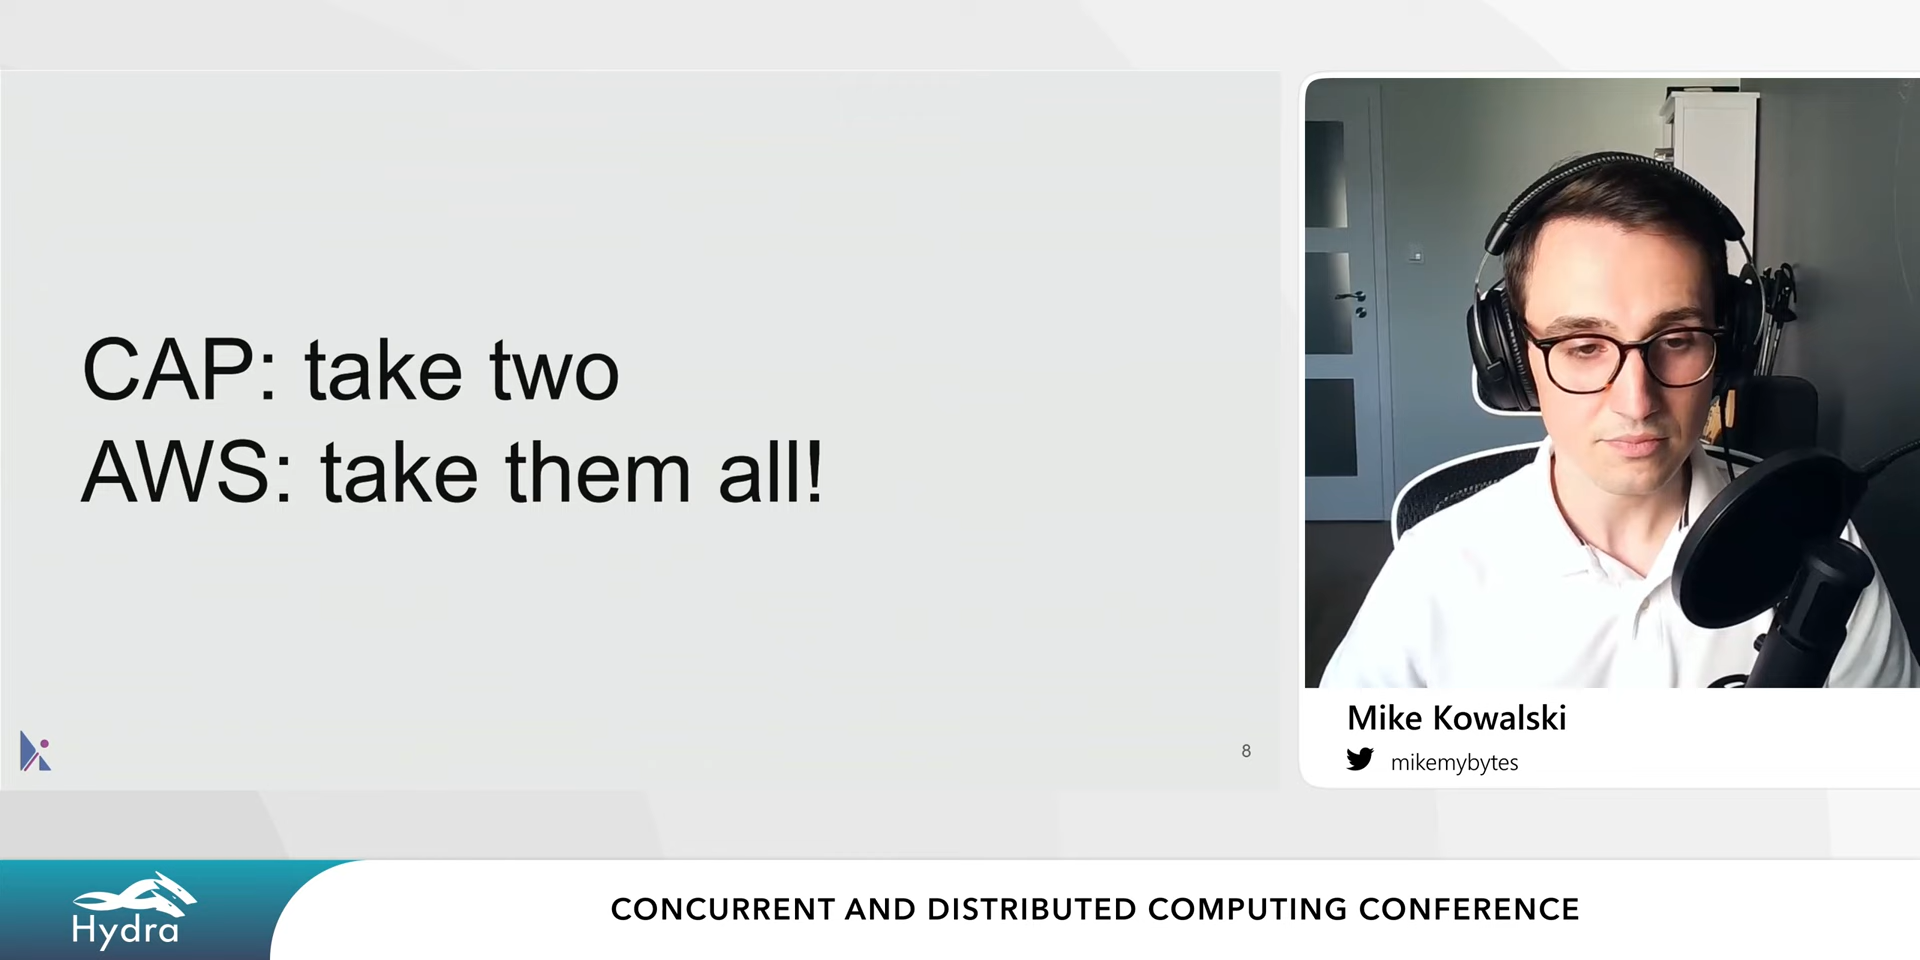 CAP: take two
AWS: take them all!
8
Mike Kowalski
mikemybytes
Hydra
CONCURRENT AND DISTRIBUTED COMPUTING CONFERENCE